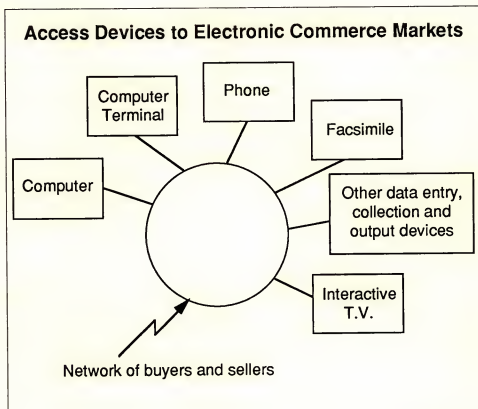 Access Devices to Electronic Commerce Markets
Phone
Computer
Terminal
Facsimile
Computer
Other data entry,
collection and
output devices
Interactive
T.V.
Network of buyers and sellers